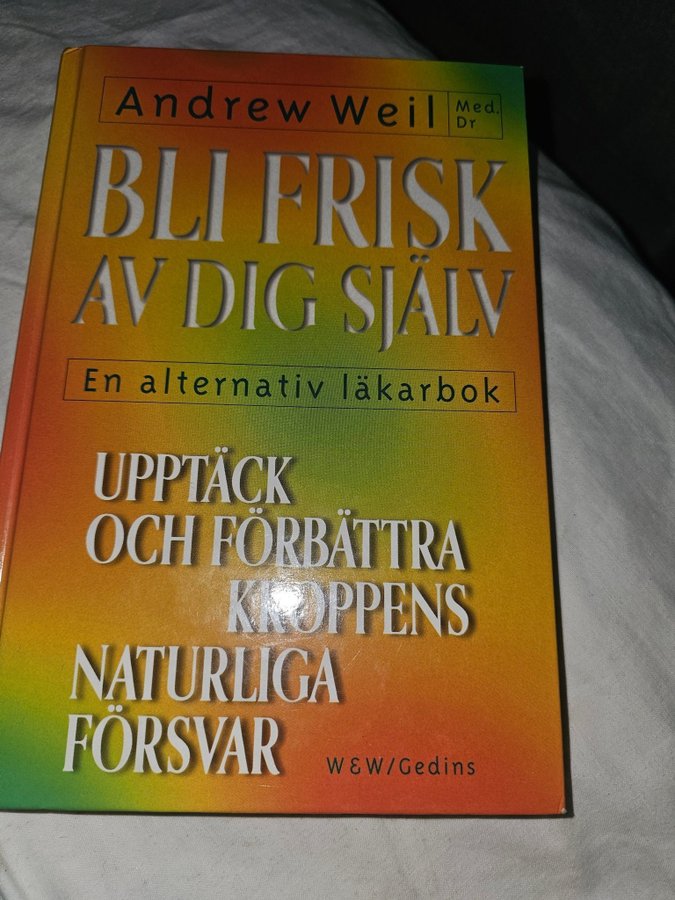 Andrew Weil Med. Dr
BLI FRISK
AV DIG SJÄLV
En alternativ läkarbok
UPPTÄCK
OCH FÖRBÄTTRA
KROPPENS
NATURLIGA
FÖRSVAR
W&W/Gedins